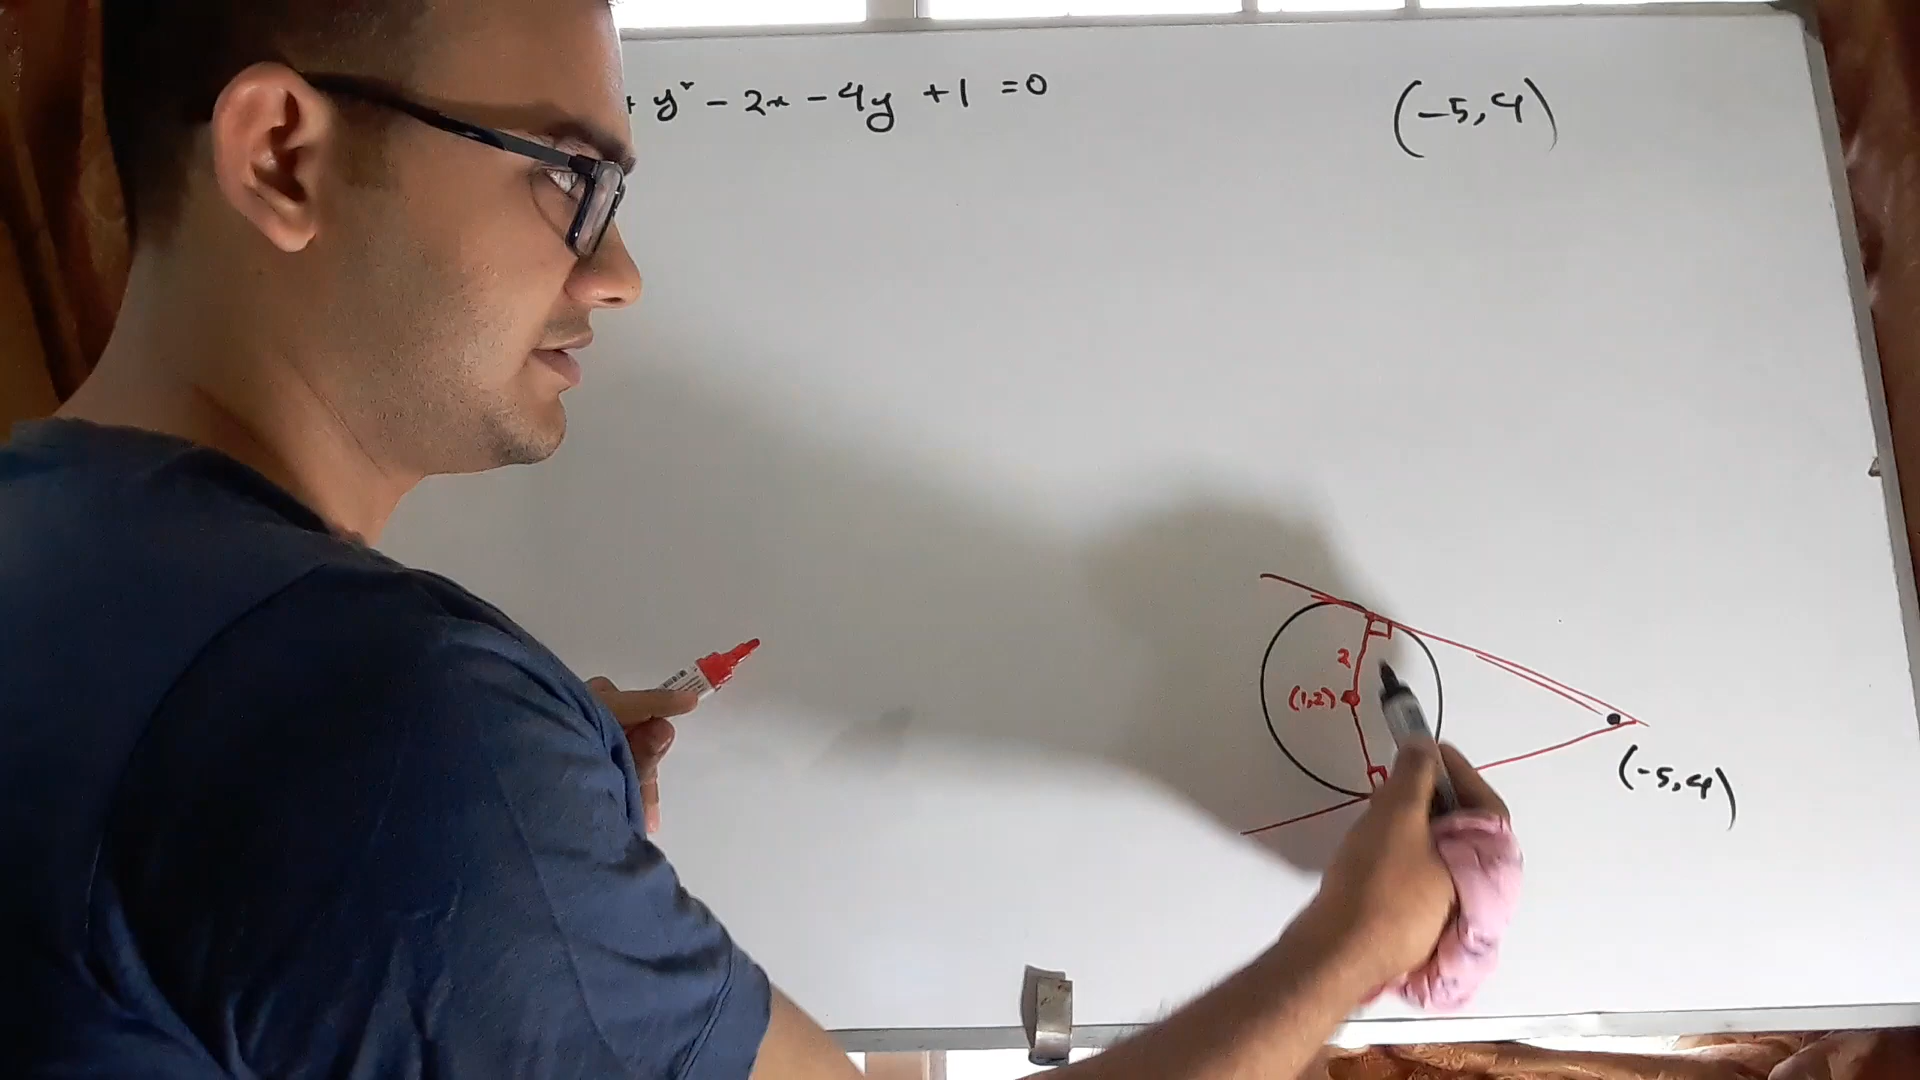 + y² - 2x - 4y + 1 = 0
(-5, 4)
2
(1,2)
(-5,4)